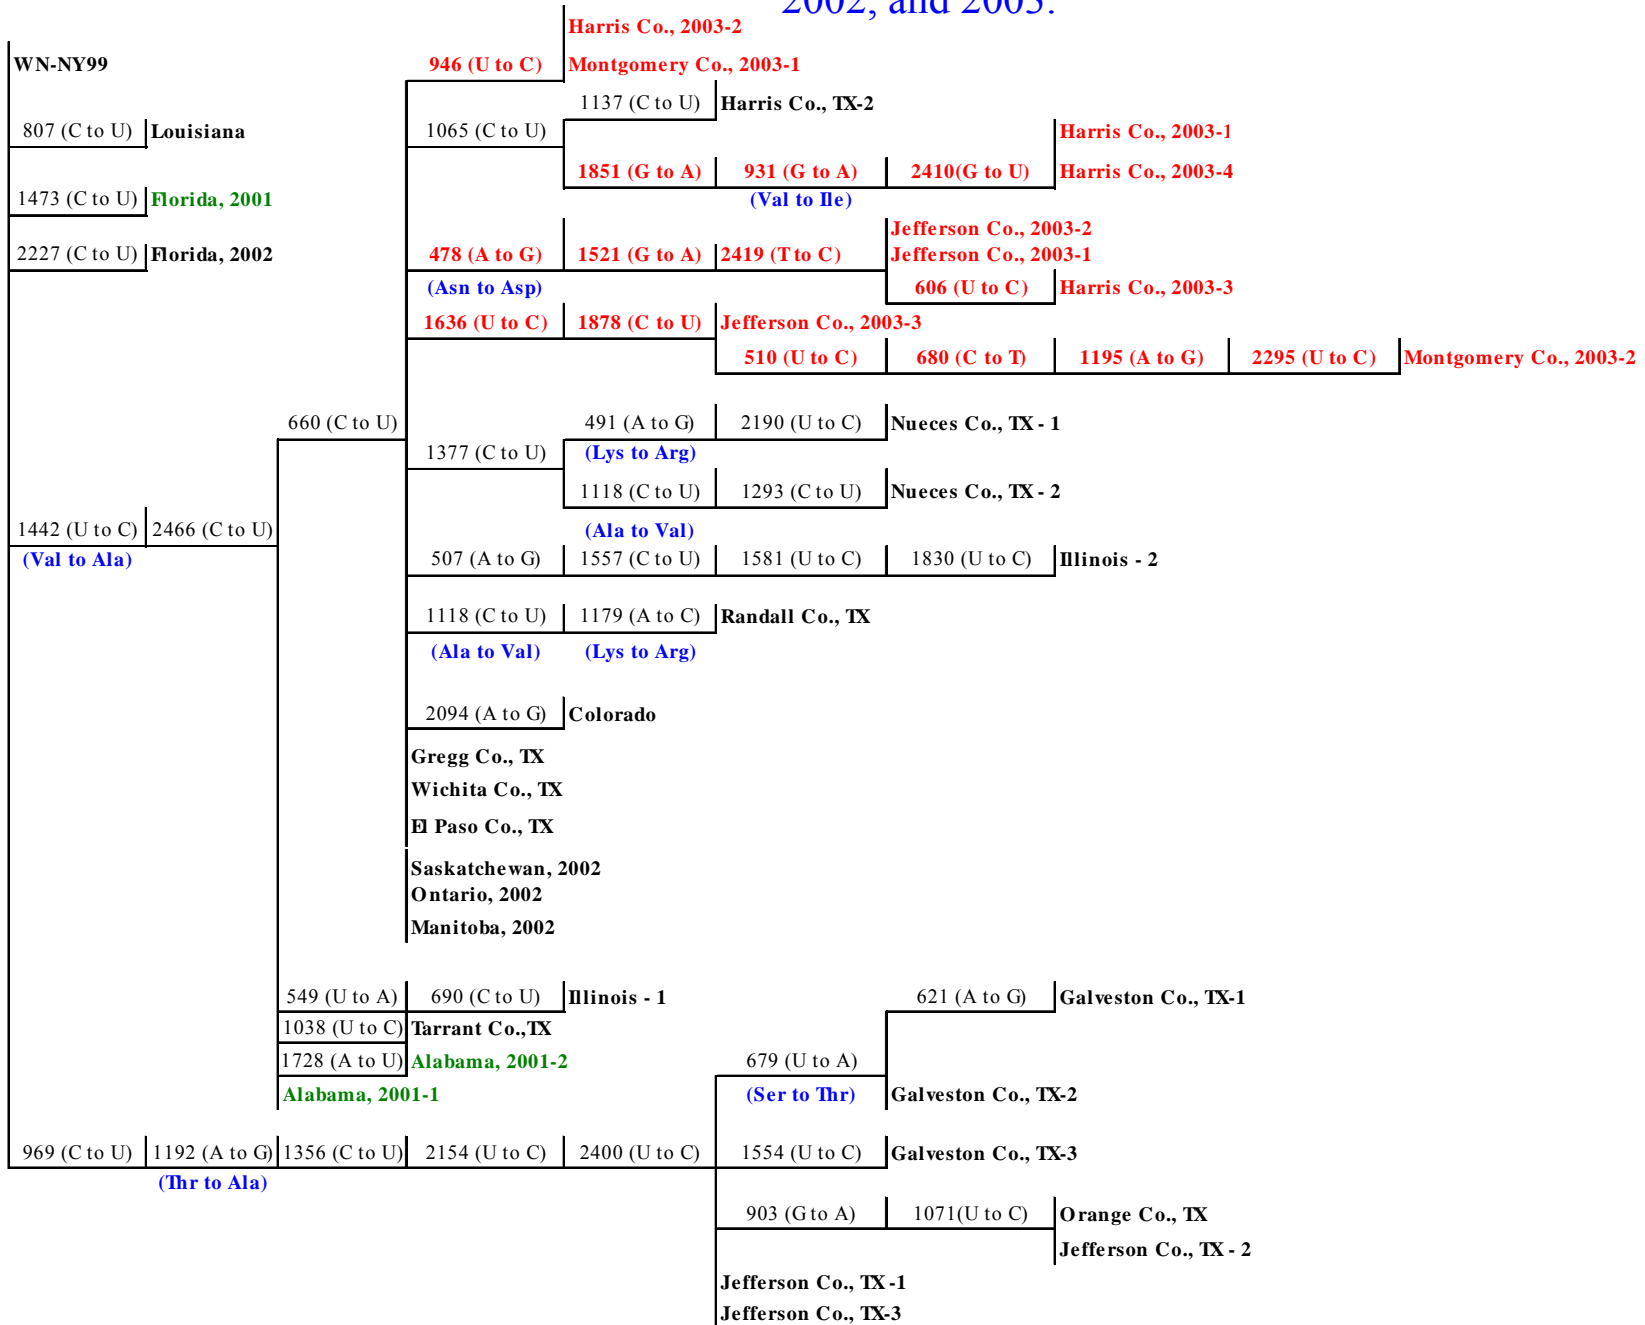 2002, and 2003.
Harris Co., 2003-2
WN-NY99 946 (U to C) Montgomery Co., 2003-1
1137 (C to U) Harris Co., TX-2
807 (C to U) Louisiana 1065 (C to U) Harris Co., 2003-1
1851 (G to A) 931 (G to A) 2410(G to U) Harris Co., 2003-4
1473 (C to U) Florida, 2001 (Val to Ile)
Jefferson Co., 2003-2
2227 (C to U) Florida, 2002 478 (A to G) 1521 (G to A) 2419 (T to C) Jefferson Co., 2003-1
(Asn to Asp) 606 (U to C) Harris Co., 2003-3
1636 (U to C) 1878 (C to U) Jefferson Co., 2003-3
510 (U to C) 680 (C to T) 1195 (A to G) 2295 (U to C) Montgomery Co., 2003-2
660 (C to U) 491 (A to G) 2190 (U to C) Nueces Co., TX - 1
1377 (C to U) (Lys to Arg)
1118 (C to U) 1293 (C to U) Nueces Co., TX - 2
1442 (U to C) 2466 (C to U) (Ala to Val)
(Val to Ala) 507 (A to G) 1557 (C to U) 1581 (U to C) 1830 (U to C) Illinois - 2
1118 (C to U) 1179 (A to C) Randall Co., TX
(Ala to Val) (Lys to Arg)
2094 (A to G) Colorado
Gregg Co., TX
Wichita Co., TX
El Paso Co., TX
Saskatchewan, 2002
Ontario, 2002
Manitoba, 2002
549 (U to A) 690 (C to U) Illinois - 1 621 (A to G) Galveston Co., TX-1
1038 (U to C) Tarrant Co.,TX
1728 (A to U) Alabama, 2001-2 679 (U to A)
Alabama, 2001-1 (Ser to Thr) Galveston Co., TX-2
969 (C to U) 1192 (A to G) 1356 (C to U) 2154 (U to C) 2400 (U to C) 1554 (U to C) Galveston Co., TX-3
(Thr to Ala)
903 (G to A) 1071(U to C) Orange Co., TX
Jefferson Co., TX - 2
Jefferson Co., TX -1
Jefferson Co., TX-3